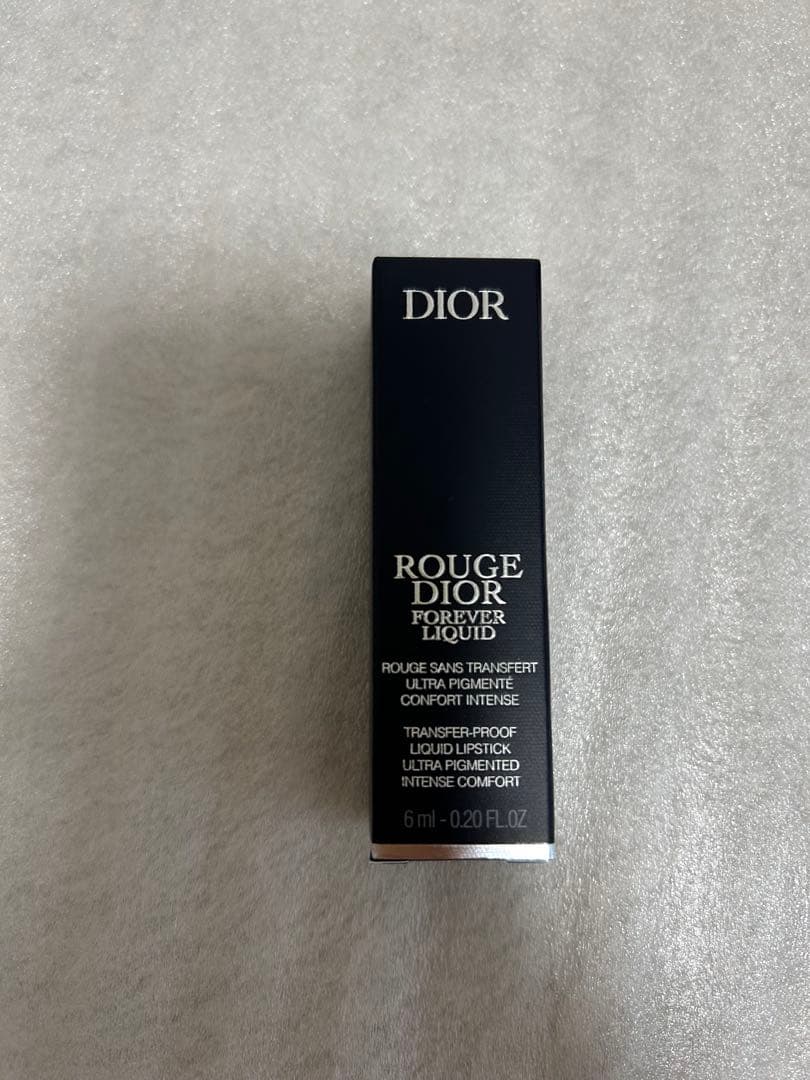 DIOR
ROUGE
DIOR
FOREVER
LIQUID
ROUGE SANS TRANSFERT
ULTRA PIGMENTÉ
CONFORT INTENSE
TRANSFER-PROOF
LIQUID LIPSTICK
ULTRA PIGMENTED
INTENSE COMFORT
6 ml - 0.20 FL.OZ